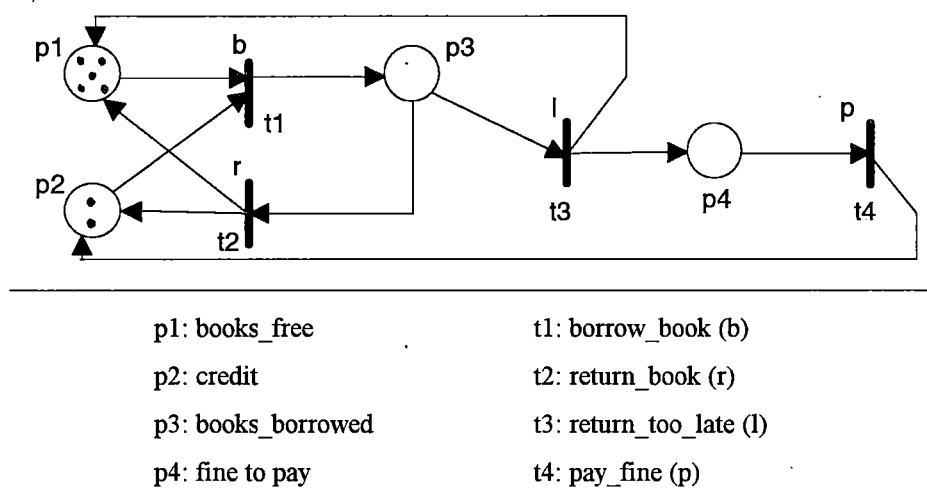 p1
b
p3
t1
l
p
r
p2
p4
t2
t3
t4
p1: books_free
t1: borrow_book (b)
p2: credit
t2: return_book (r)
p3: books_borrowed
t3: return_too_late (l)
p4: fine to pay
t4: pay_fine (p)